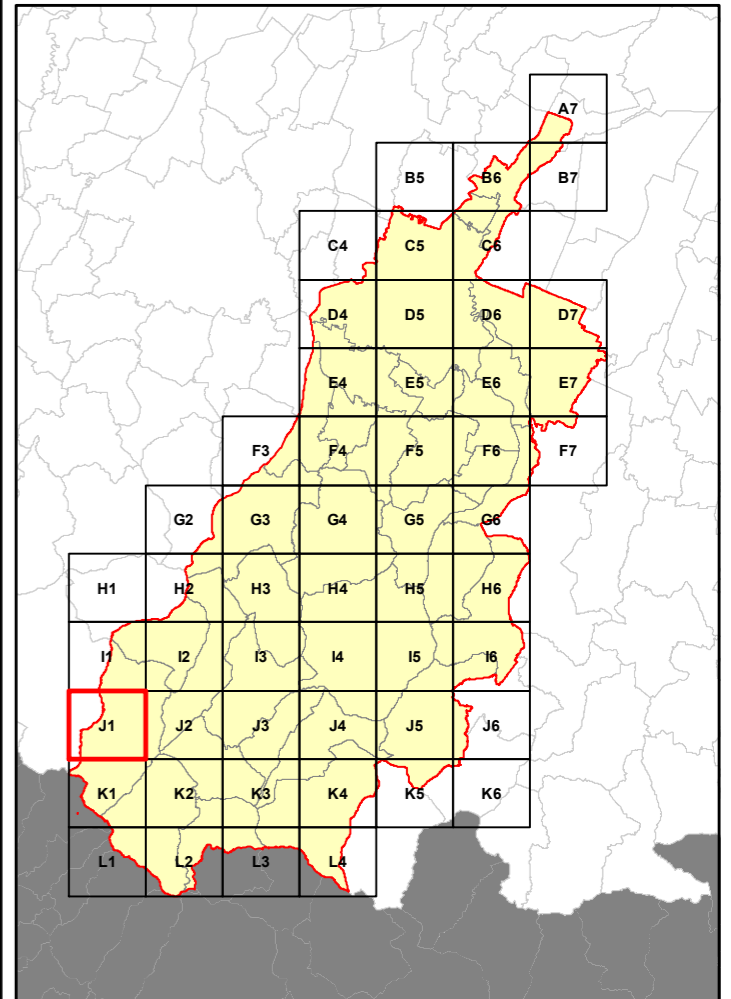 A7
B5 B6 B7
C4 C5 C6
D4 D5 D6 D7
E4 E5 E6 E7
F3 F4 F5 F6 F7
G2 G3 G4 G5 G6
H1 H2 H3 H4 H5 H6
I1 I2 I3 I4 I5 I6
J1 J2 J3 J4 J5 J6
K1 K2 K3 K4 K5 K6
L1 L2 L3 L4